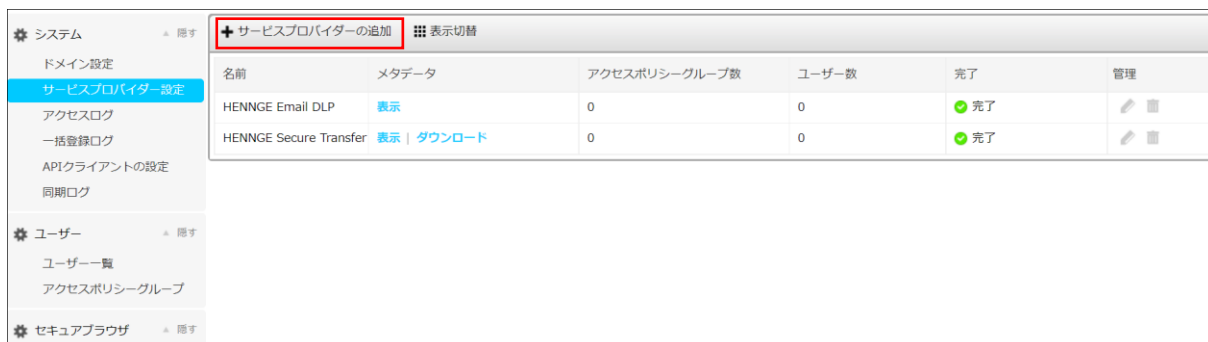 システム
隠す
ドメイン設定
サービスプロバイダー設定
アクセスログ
一括登録ログ
APIクライアントの設定
同期ログ
ユーザー
隠す
ユーザー一覧
アクセスポリシーグループ
セキュアブラウザ
隠す
サービスプロバイダーの追加 表示切替
名前 メタデータ アクセスポリシーグループ数 ユーザー数 完了 管理
HENNGE Email DLP 表示 0 0 完了
HENNGE Secure Transfer 表示 | ダウンロード 0 0 完了